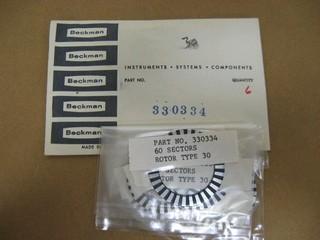 30
Beckman
INSTRUMENTS • SYSTEMS • COMPONENTS
Beckman
PART NO.
QUANTITY
Beckman
6
330334
Beckman
Beckman
MADE
PART NO. 330334
60 SECTORS
ROTOR TYPE 30
SECTORS
ROTOR TYPE 30